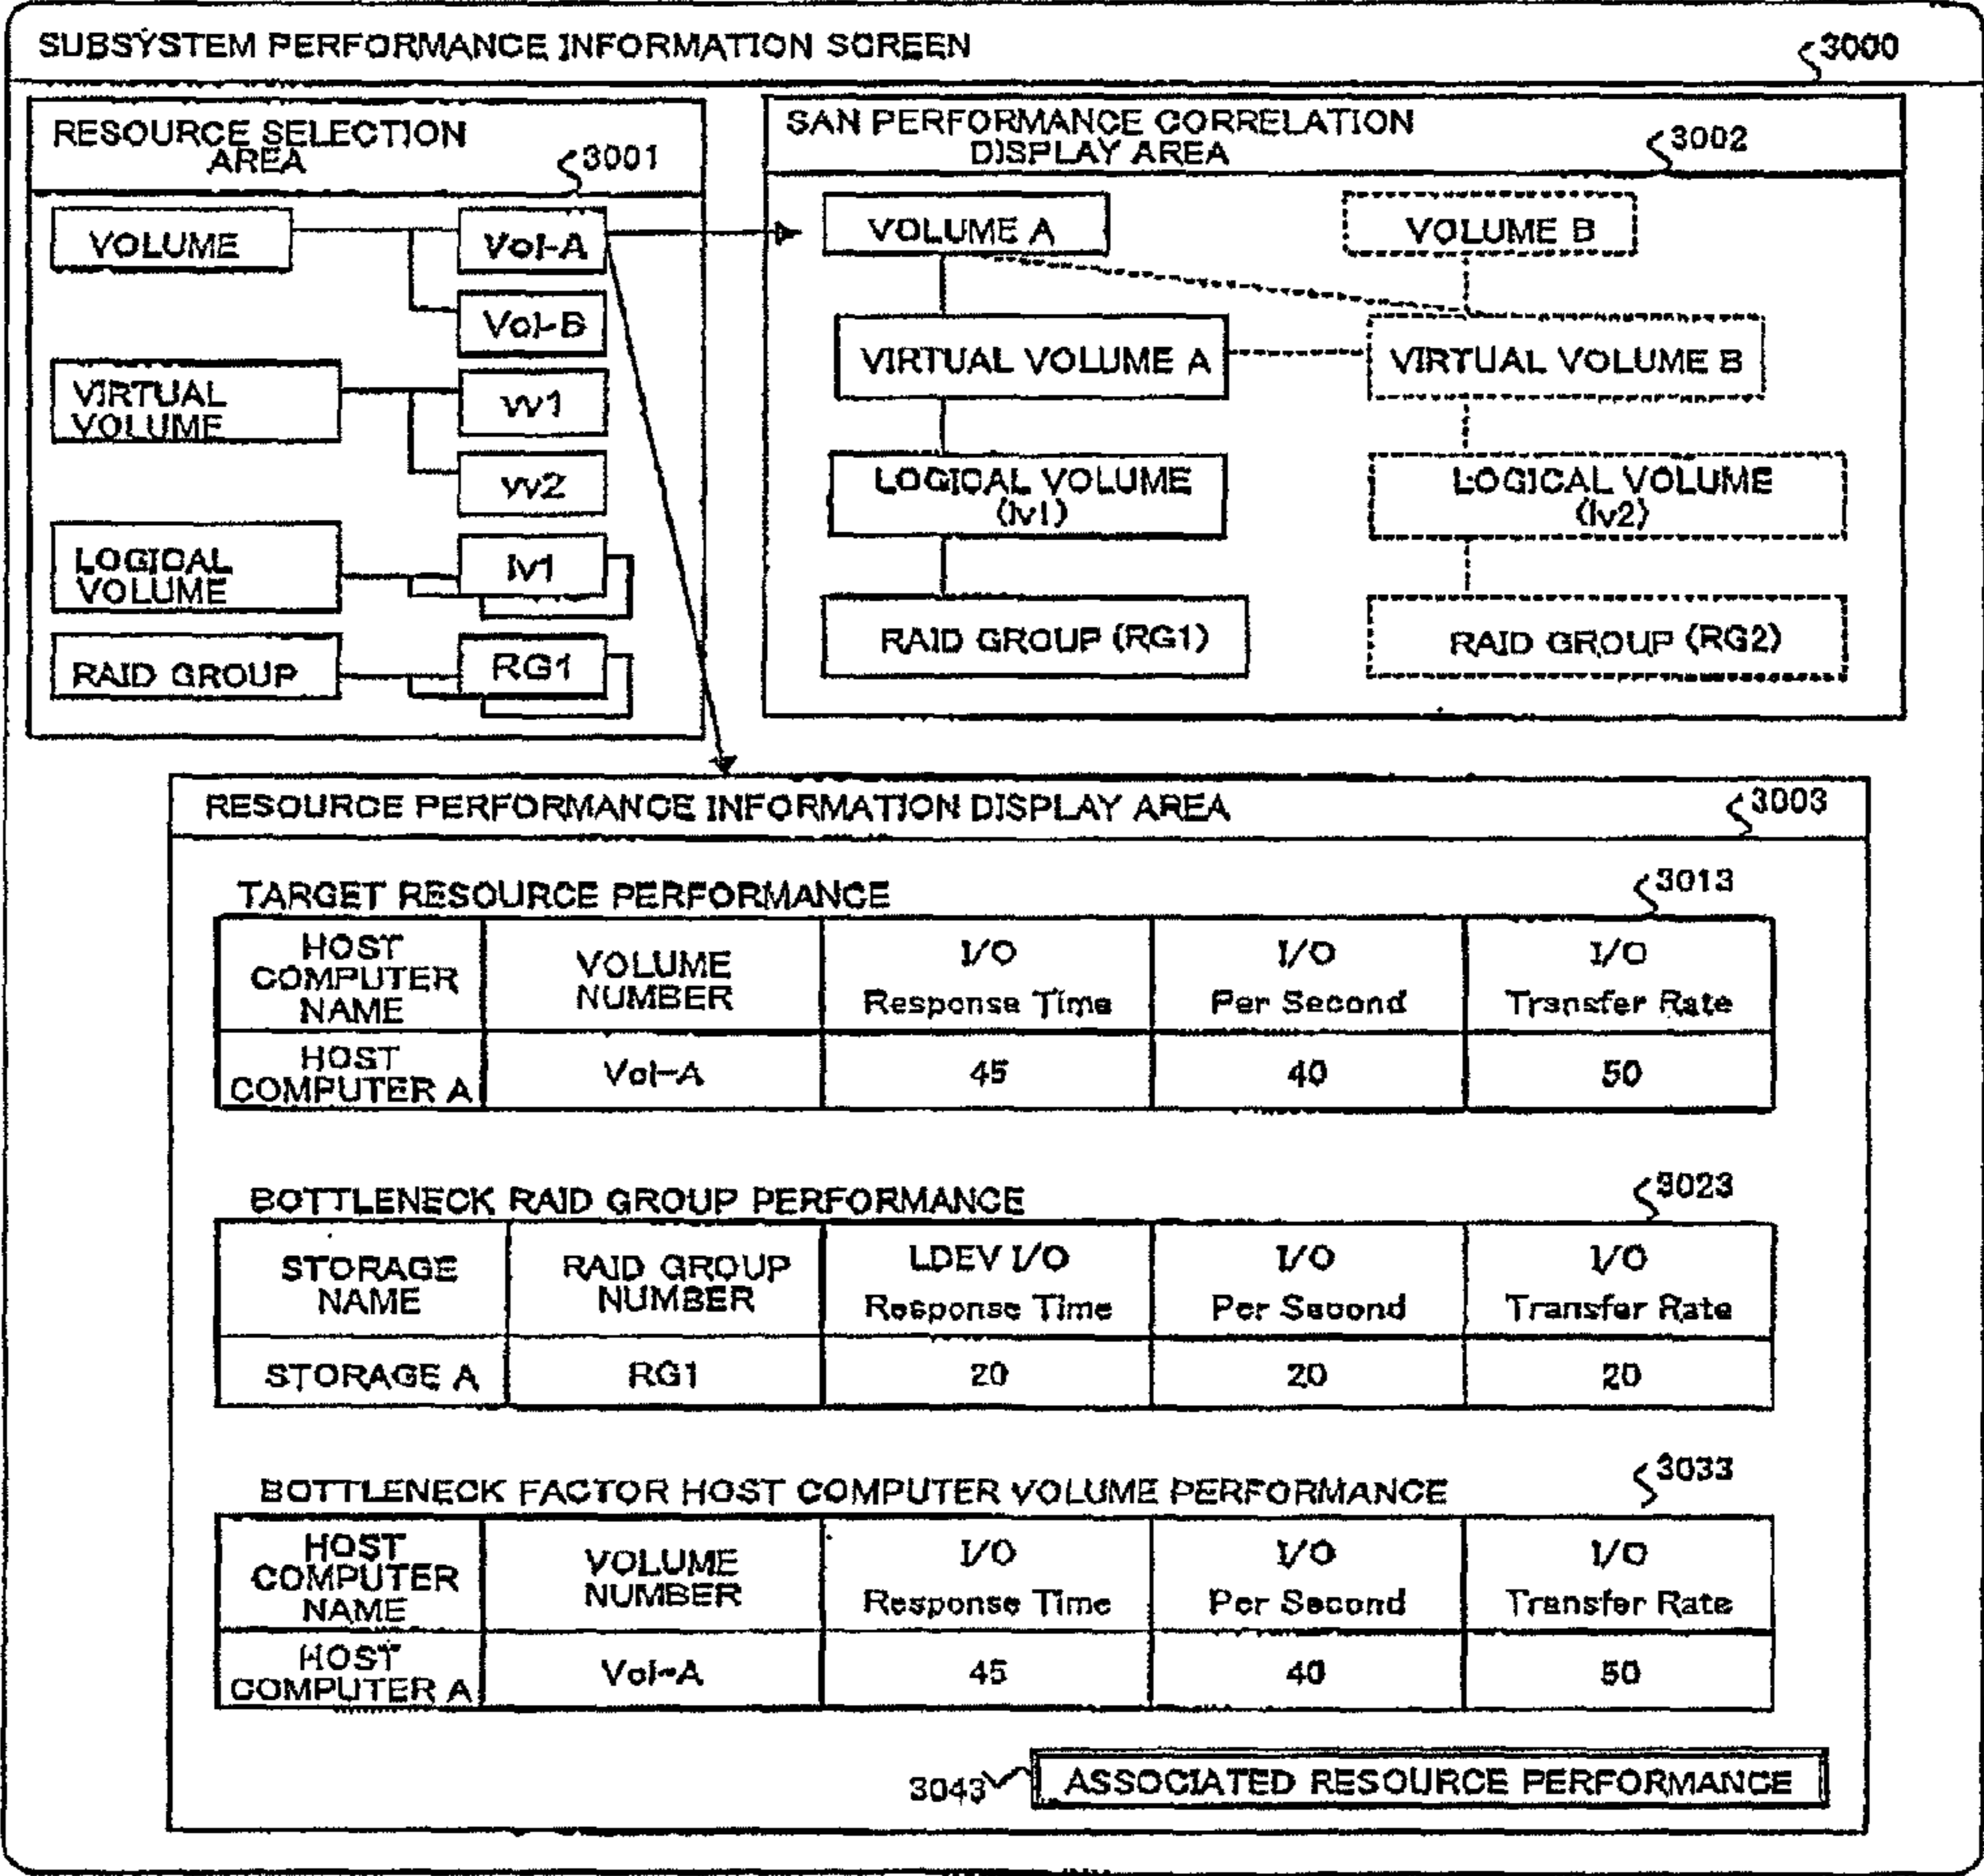 SUBSYSTEM PERFORMANCE INFORMATION SCREEN
3000
RESOURCE SELECTION
AREA
3001
VOLUME
Vol-A
Vol-B
VIRTUAL
VOLUME
vv1
vv2
LOGICAL
VOLUME
lv1
RAID GROUP
RG1
SAN PERFORMANCE CORRELATION
DISPLAY AREA
3002
VOLUME A
VOLUME B
VIRTUAL VOLUME A
VIRTUAL VOLUME B
LOGICAL VOLUME
(lv1)
LOGICAL VOLUME
(lv2)
RAID GROUP (RG1)
RAID GROUP (RG2)
RESOURCE PERFORMANCE INFORMATION DISPLAY AREA
3003
TARGET RESOURCE PERFORMANCE
3013
HOST
COMPUTER
NAME
VOLUME
NUMBER
I/O
Response Time
I/O
Per Second
I/O
Transfer Rate
HOST
COMPUTER A
Vol-A
45
40
50
BOTTLENECK RAID GROUP PERFORMANCE
3023
STORAGE
NAME
RAID GROUP
NUMBER
LDEV I/O
Response Time
I/O
Per Second
I/O
Transfer Rate
STORAGE A
RG1
20
20
20
BOTTLENECK FACTOR HOST COMPUTER VOLUME PERFORMANCE
3033
HOST
COMPUTER
NAME
VOLUME
NUMBER
I/O
Response Time
I/O
Per Second
I/O
Transfer Rate
HOST
COMPUTER A
Vol-A
45
40
50
3043
ASSOCIATED RESOURCE PERFORMANCE